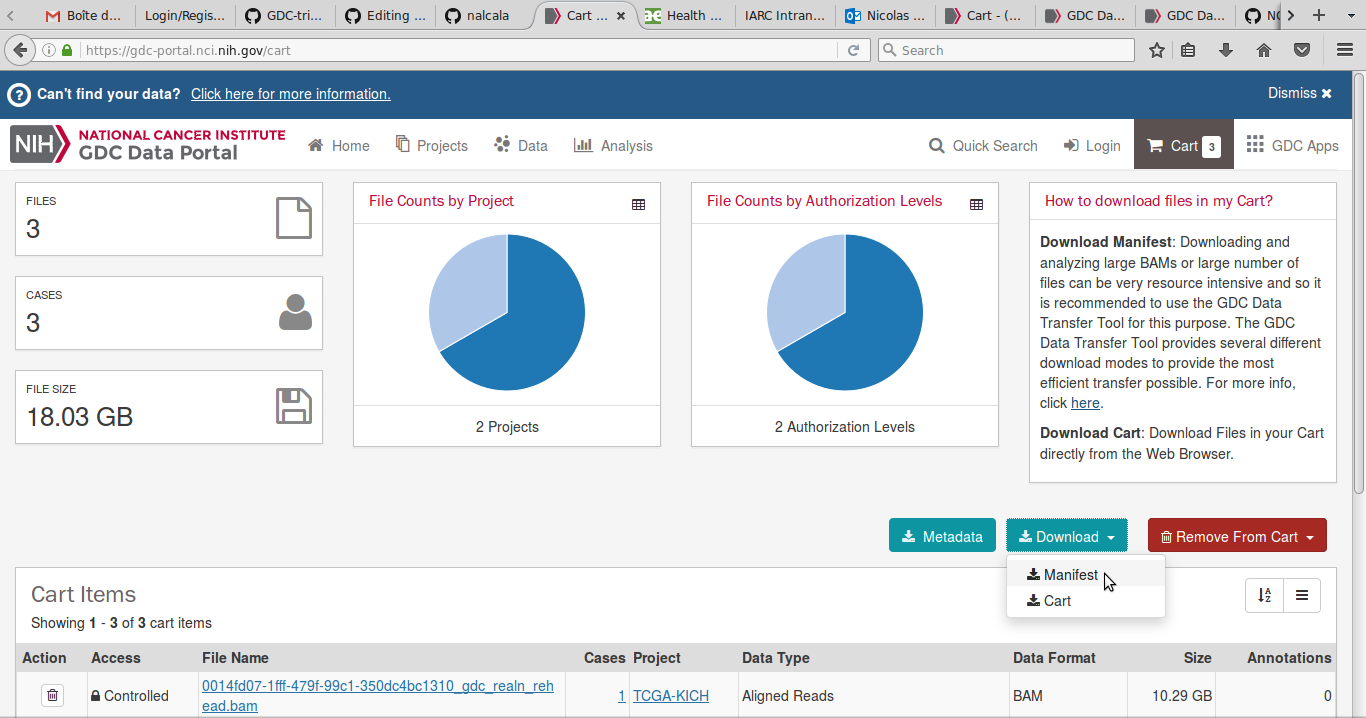 Boîte d...
Login/Regis...
GDC-tri...
Editing ...
nalcala
Cart ...
Health ...
IARC Intran...
Nicolas ...
Cart - (...
GDC Da...
GDC Da...
https://gdc-portal.nci.nih.gov/cart
Search
Can't find your data? Click here for more information.
Dismiss ×
NIH NATIONAL CANCER INSTITUTE
GDC Data Portal
Home
Projects
Data
Analysis
Quick Search
Login
Cart 3
GDC Apps
FILES
3
CASES
3
FILE SIZE
18.03 GB
File Counts by Project
2 Projects
File Counts by Authorization Levels
2 Authorization Levels
How to download files in my Cart?
Download Manifest: Downloading and
analyzing large BAMs or large number of
files can be very resource intensive and so it
is recommended to use the GDC Data
Transfer Tool for this purpose. The GDC
Data Transfer Tool provides several different
download modes to provide the most
efficient transfer possible. For more info,
click here.
Download Cart: Download Files in your Cart
directly from the Web Browser.
Metadata
Download
Remove From Cart
Manifest
Cart
Cart Items
Showing 1 - 3 of 3 cart items
Action Access File Name Cases Project Data Type Data Format Size Annotations
Controlled 0014fd07-1fff-479f-99c1-350dc4bc1310_gdc_realn_reh 1 TCGA-KICH Aligned Reads BAM 10.29 GB 0
ead.bam